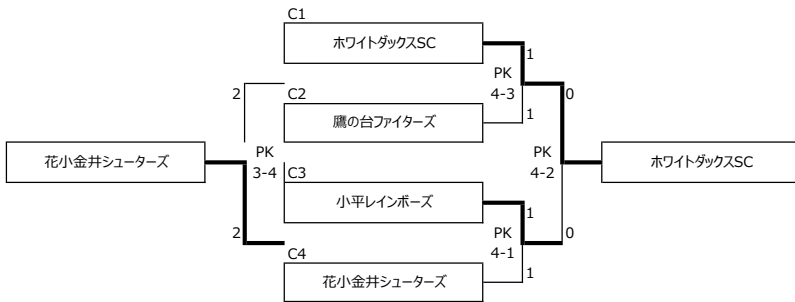 C1
ホワイトダックスSC
1
PK
4-3
2
C2
0
鷹の台ファイターズ
1
花小金井シューターズ
PK
3-4
PK
4-2
ホワイトダックスSC
C3
小平レインボーズ
1
PK
4-1
2
0
C4
花小金井シューターズ
1